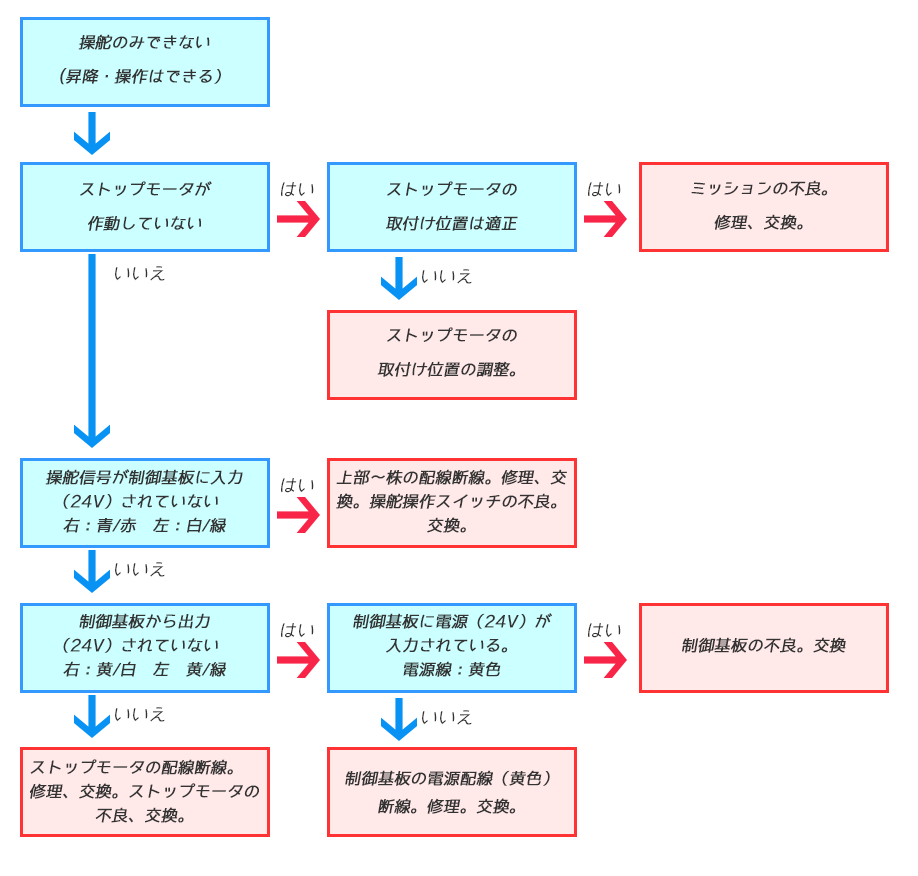 操舵のみできない
（昇降・操作はできる）
ストップモータが
作動していない
はい
ストップモータの
取付け位置は適正
はい
ミッションの不良。
修理、交換。
いいえ
いいえ
ストップモータの
取付け位置の調整。
操舵信号が制御基板に入力
（24V）されていない
右：青/赤　左：白/緑
はい
上部～株の配線断線。修理、交
換。操舵操作スイッチの不良。
交換。
いいえ
制御基板から出力
（24V）されていない
右：黄/白　左　黄/緑
はい
制御基板に電源（24V）が
入力されている。
電源線：黄色
はい
制御基板の不良。交換
いいえ
いいえ
ストップモータの配線断線。
修理、交換。ストップモータの
不良、交換。
制御基板の電源配線（黄色）
断線。修理。交換。